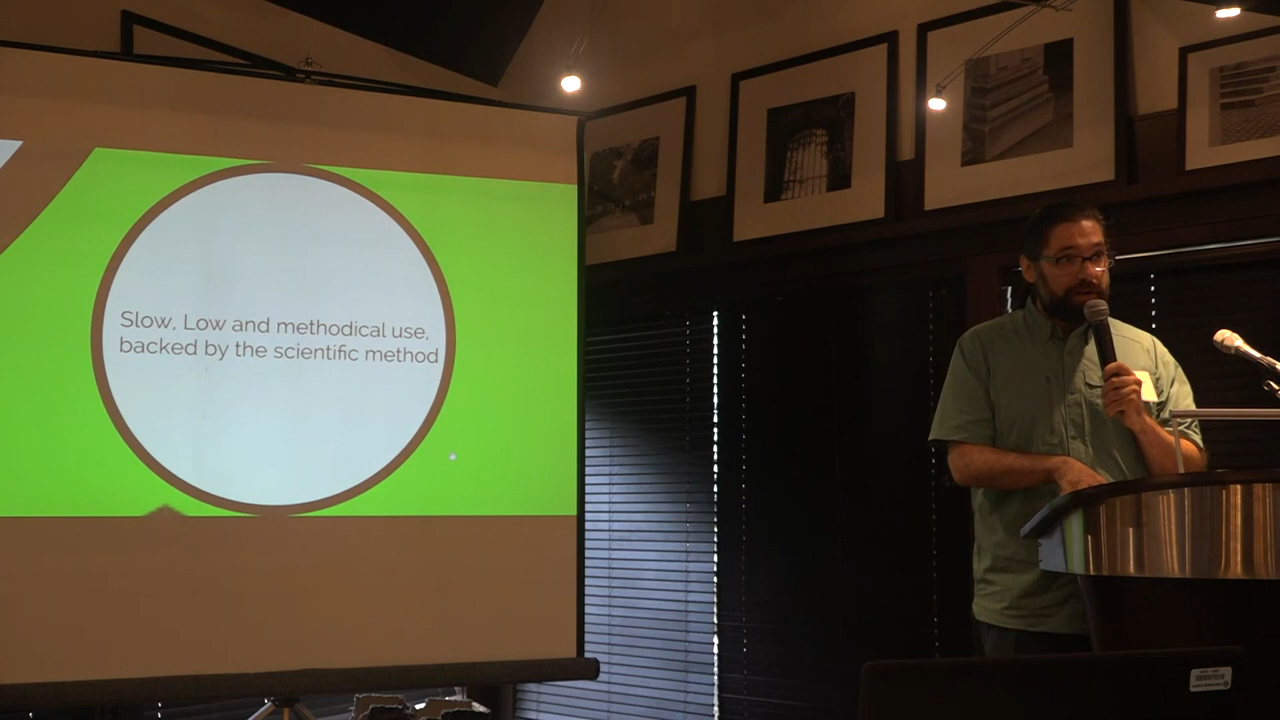 Slow, Low and methodical use,
backed by the scientific method